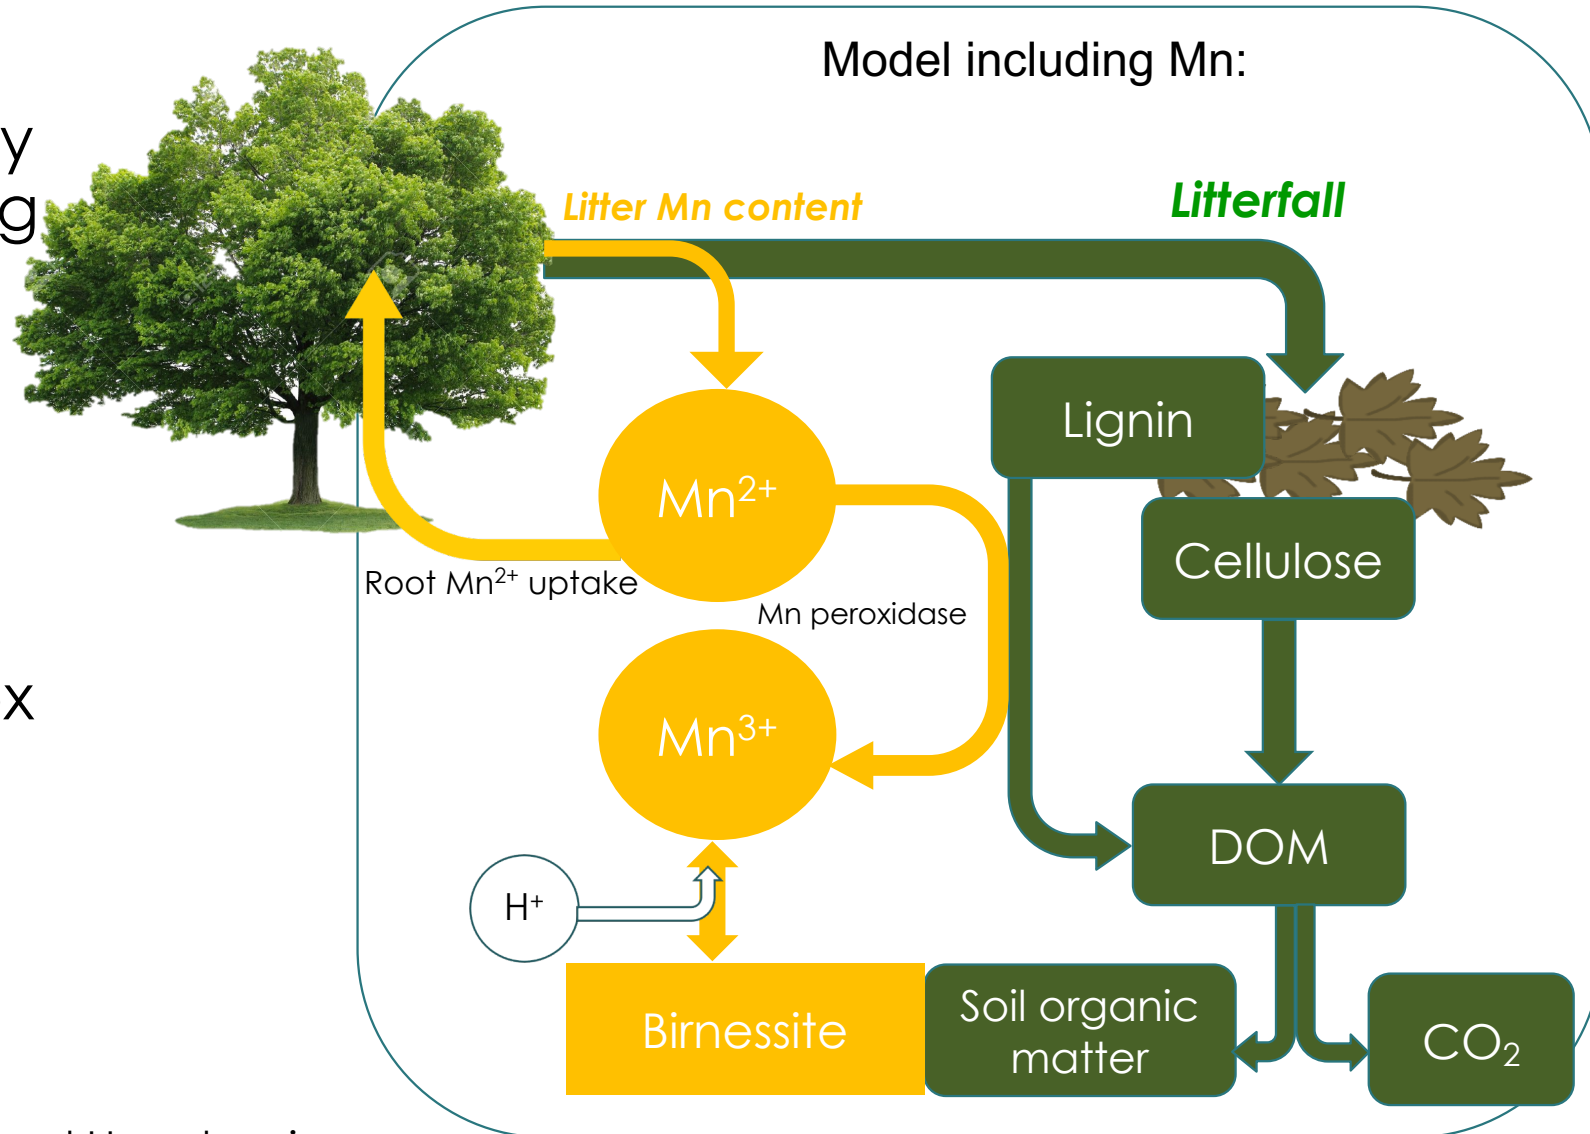 Model including Mn:
y
g
Litter Mn content
Litterfall
Lignin
Mn²⁺
Cellulose
Root Mn²⁺ uptake
Mn peroxidase
x
Mn³⁺
DOM
H⁺
Birnessite
Soil organic
matter
CO₂